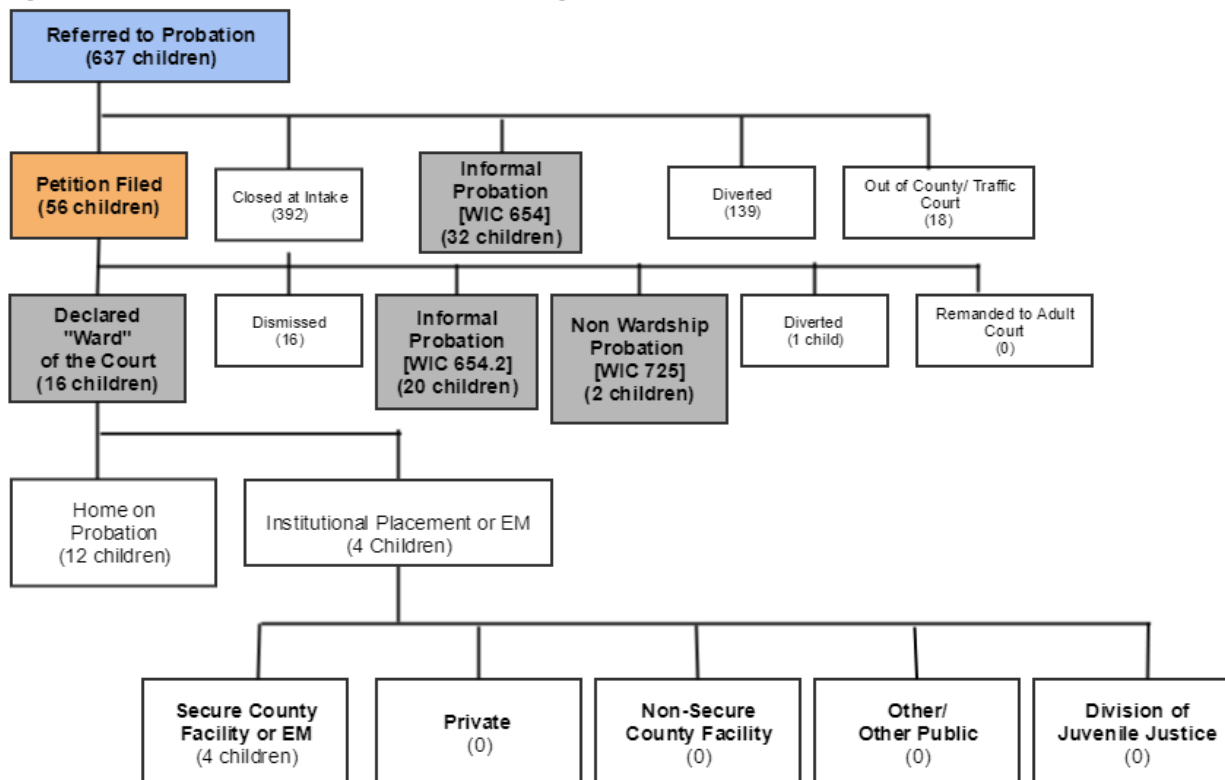 Referred to Probation
(637 children)
Petition Filed
(56 children)
Closed at Intake
(392)
Informal
Probation
[WIC 654]
(32 children)
Diverted
(139)
Out of County/ Traffic
Court
(18)
Declared
"Ward"
of the Court
(16 children)
Dismissed
(16)
Informal
Probation
[WIC 654.2]
(20 children)
Non Wardship
Probation
[WIC 725]
(2 children)
Diverted
(1 child)
Remanded to Adult
Court
(0)
Home on
Probation
(12 children)
Institutional Placement or EM
(4 Children)
Secure County
Facility or EM
(4 children)
Private
(0)
Non-Secure
County Facility
(0)
Other/
Other Public
(0)
Division of
Juvenile Justice
(0)